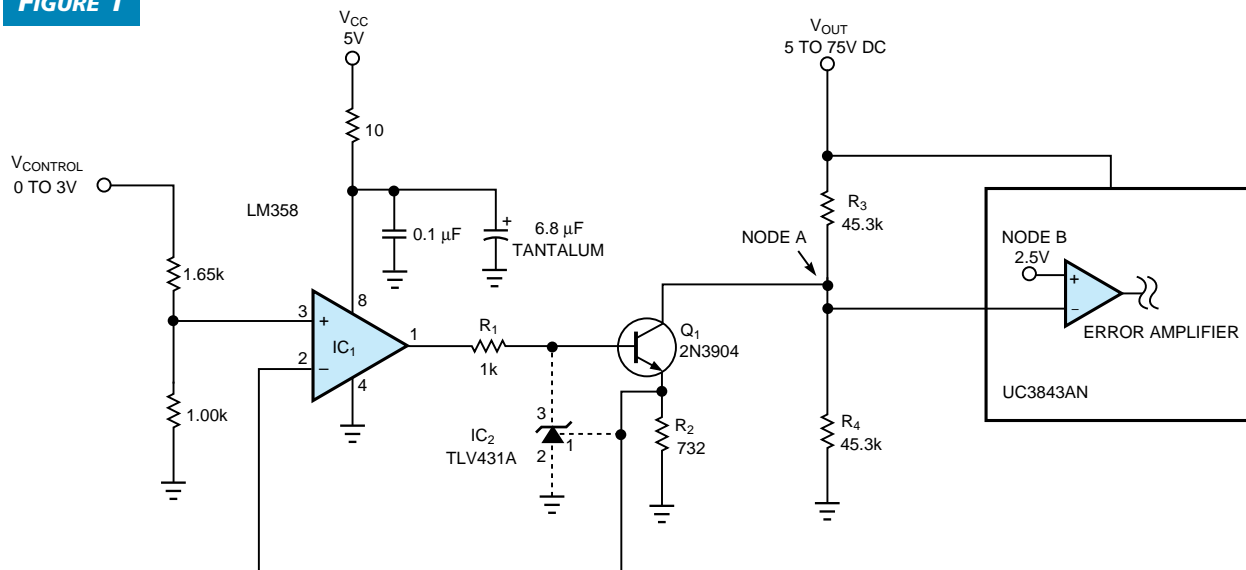 FIGURE 1
VCC
5V
10
VCONTROL
0 TO 3V
LM358
0.1 µF
6.8 µF
TANTALUM
+
1.65k
1.00k
3
+
2
−
IC1
8
4
1
R1
1k
Q1
2N3904
3
2
1
IC2
TLV431A
R2
732
VOUT
5 TO 75V DC
R3
45.3k
NODE A
R4
45.3k
NODE B
2.5V
+
−
ERROR AMPLIFIER
UC3843AN